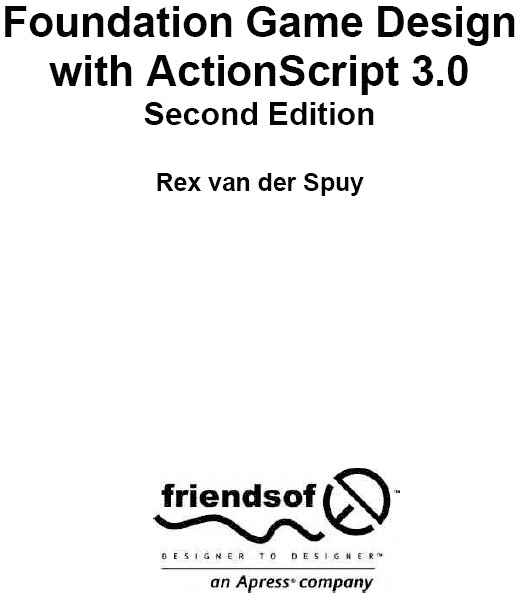 Foundation Game Design
with ActionScript 3.0
Second Edition
Rex van der Spuy
friendsof
™
DESIGNER TO DESIGNER™
an Apress® company